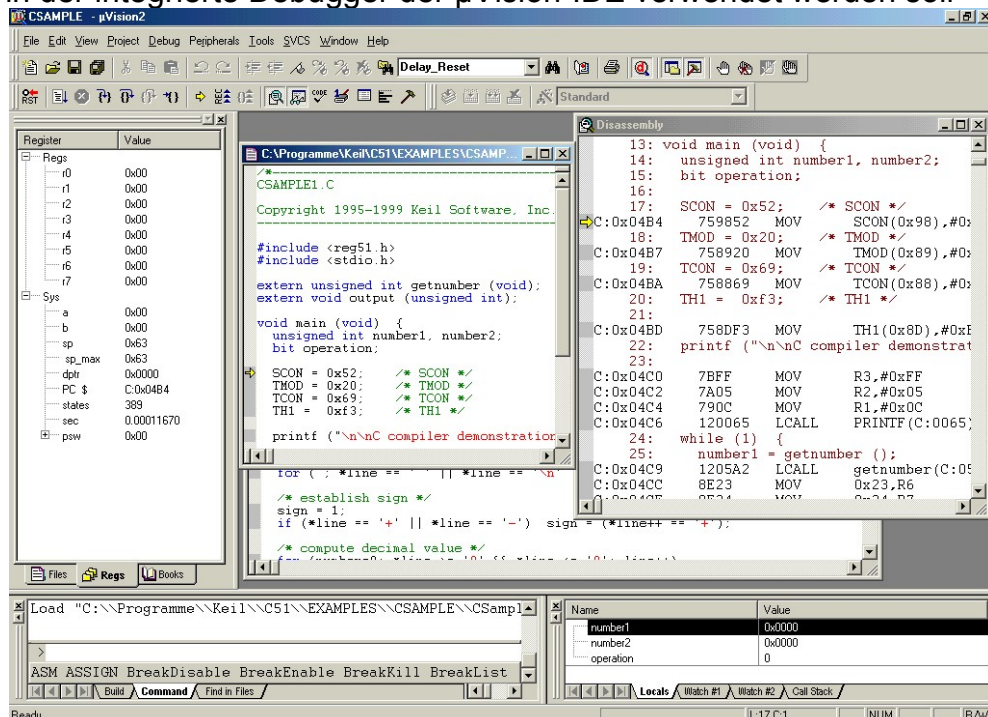 in der integrierte Debugger der µVision IDE verwendet werden soll
CSAMPLE - µVision2
File Edit View Project Debug Peripherals Tools SVCS Window Help
Delay_Reset
RST
CODE
Standard
Register Value
Regs
r0 0x00
r1 0x00
r2 0x00
r3 0x00
r4 0x00
r5 0x00
r6 0x00
r7 0x00
Sys
a 0x00
b 0x00
sp 0x63
sp_max 0x63
dptr 0x0000
PC $ C:0x04B4
states 389
sec 0.00011670
psw 0x00
Files Regs Books
C:\Programme\Keil\C51\EXAMPLES\CSAMP...
/*------------------------------------
CSAMPLE1.C

Copyright 1995-1999 Keil Software, Inc.
--------------------------------------

#include <reg51.h>
#include <stdio.h>

extern unsigned int getnumber (void);
extern void output (unsigned int);

void main (void) {
unsigned int number1, number2;
bit operation;

SCON = 0x52; /* SCON */
TMOD = 0x20; /* TMOD */
TCON = 0x69; /* TCON */
TH1 = 0xf3; /* TH1 */

printf ("\n\nC compiler demonstration
for ( ; *line == ' ' || *line == '\n'
/* establish sign */
sign = 1;
if (*line == '+' || *line == '-') sign = (*line++ == '+');
/* compute decimal value */
Disassembly
13: void main (void) {
14: unsigned int number1, number2;
15: bit operation;
16:
17: SCON = 0x52; /* SCON */
C:0x04B4 759852 MOV SCON(0x98),#0x
18: TMOD = 0x20; /* TMOD */
C:0x04B7 758920 MOV TMOD(0x89),#0x
19: TCON = 0x69; /* TCON */
C:0x04BA 758869 MOV TCON(0x88),#0x
20: TH1 = 0xf3; /* TH1 */
21:
C:0x04BD 758DF3 MOV TH1(0x8D),#0xF
22: printf ("\n\nC compiler demonstrat
23:
C:0x04C0 7BFF MOV R3,#0xFF
C:0x04C2 7A05 MOV R2,#0x05
C:0x04C4 790C MOV R1,#0x0C
C:0x04C6 120065 LCALL PRINTF(C:0065)
24: while (1) {
25: number1 = getnumber ();
C:0x04C9 1205A2 LCALL getnumber(C:05
C:0x04CC 8E23 MOV 0x23,R6
Load "C:\\Programme\\Keil\\C51\\EXAMPLES\\CSAMPLE\\CSampl
>
ASM ASSIGN BreakDisable BreakEnable BreakKill BreakList
Build Command Find in Files
Name Value
number1 0x0000
number2 0x0000
operation 0
Locals Watch #1 Watch #2 Call Stack
Ready L:17 C:1 NUM R/W